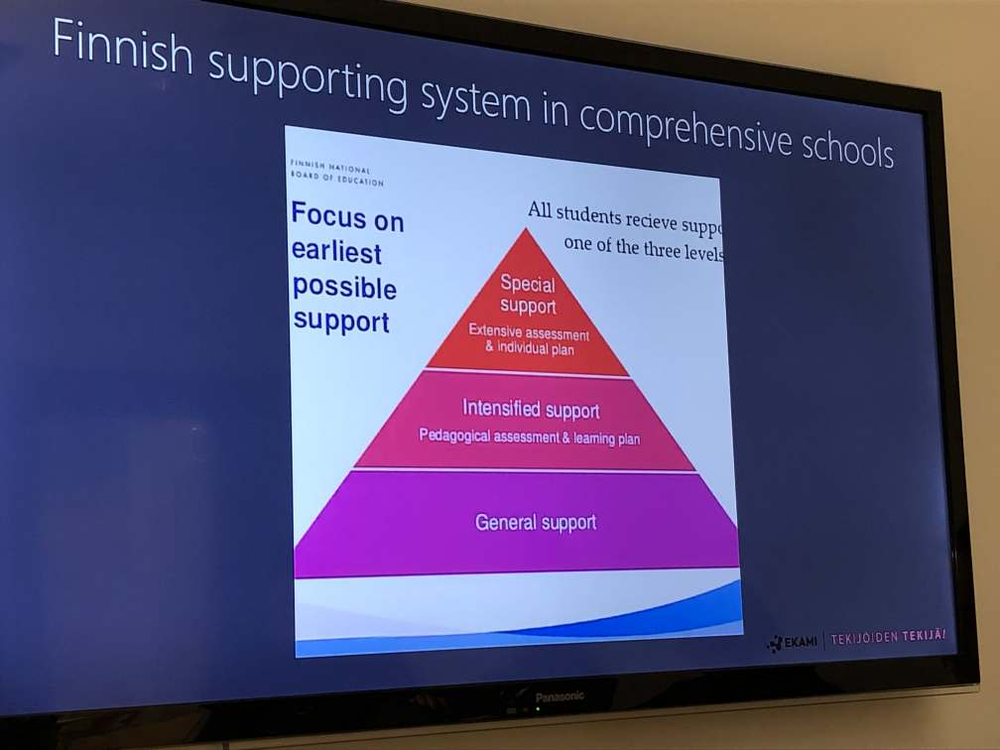 Finnish supporting system in comprehensive schools
FINNISH NATIONAL
BOARD OF EDUCATION
Focus on
earliest
possible
support
All students recieve
one of the three levels
Special
support
Extensive assessment
& individual plan
Intensified support
Pedagogical assessment & learning plan
General support
EKAMI TEKIJÖIDEN TEKIJÄ!
Panasonic